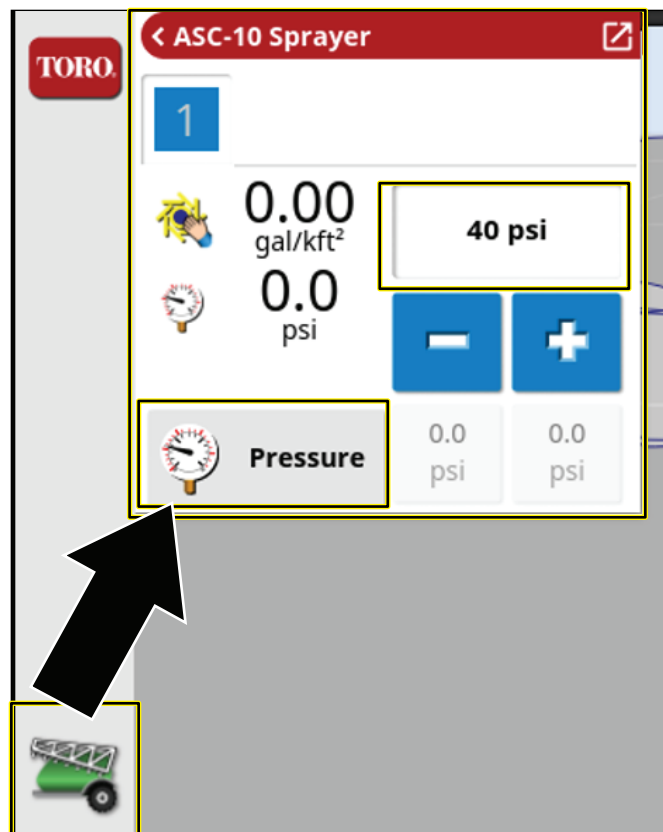 < ASC-10 Sprayer
TORO.
1
0.00
gal/kft²
40 psi
0.0
psi
Pressure
0.0
psi
0.0
psi